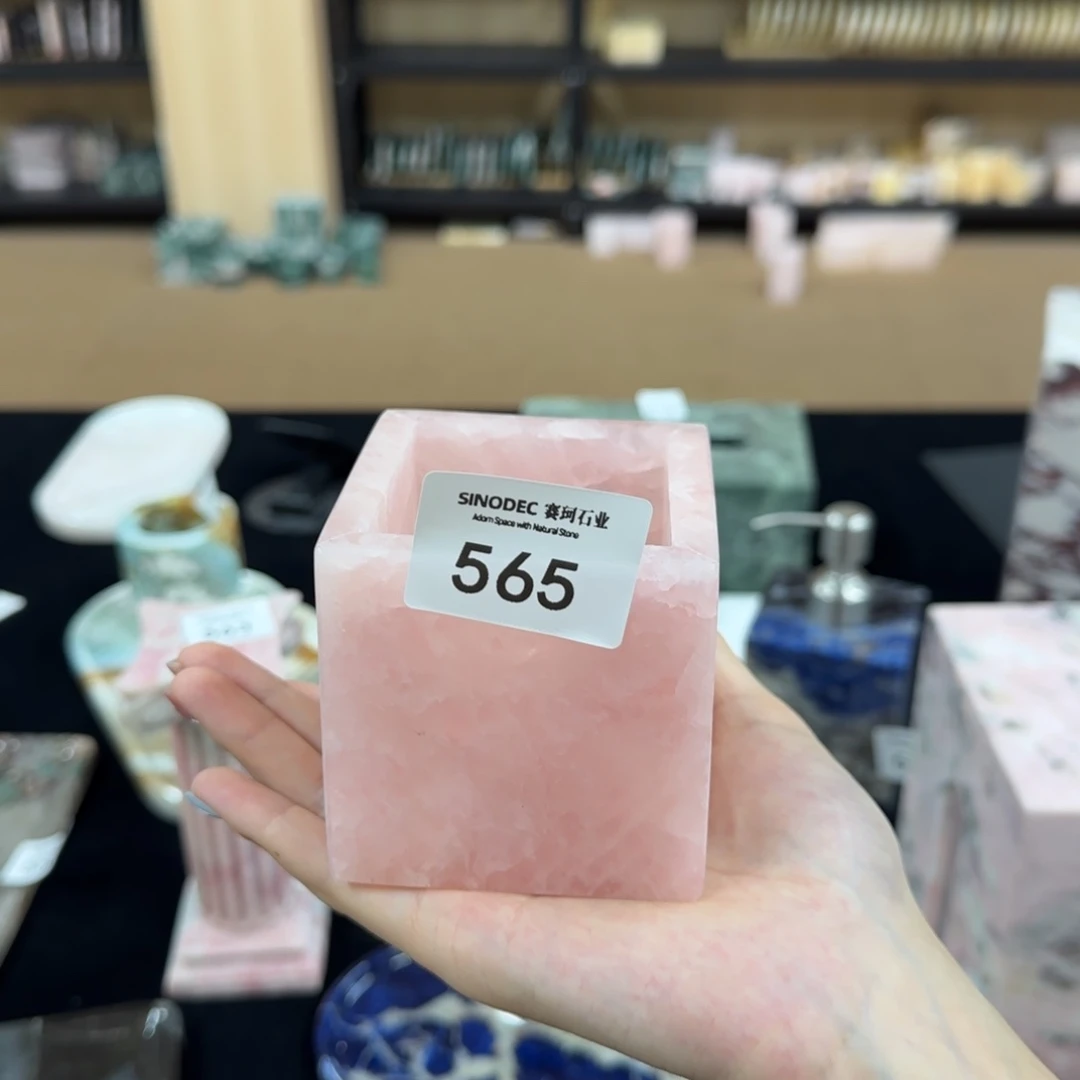 SINODEC 赛珂石业
Adorn Space with Natural Stone
565